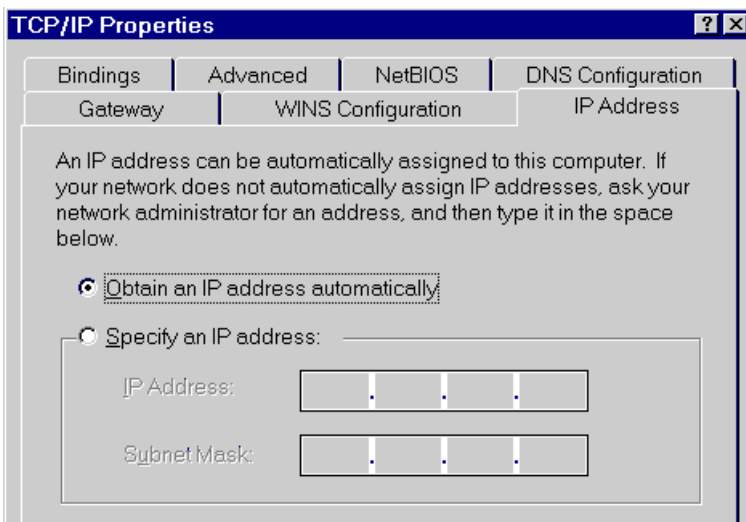 TCP/IP Properties
Bindings Advanced NetBIOS DNS Configuration
Gateway WINS Configuration IP Address
An IP address can be automatically assigned to this computer. If
your network does not automatically assign IP addresses, ask your
network administrator for an address, and then type it in the space
below.
Obtain an IP address automatically
Specify an IP address:
IP Address: . . .
Subnet Mask: . . .